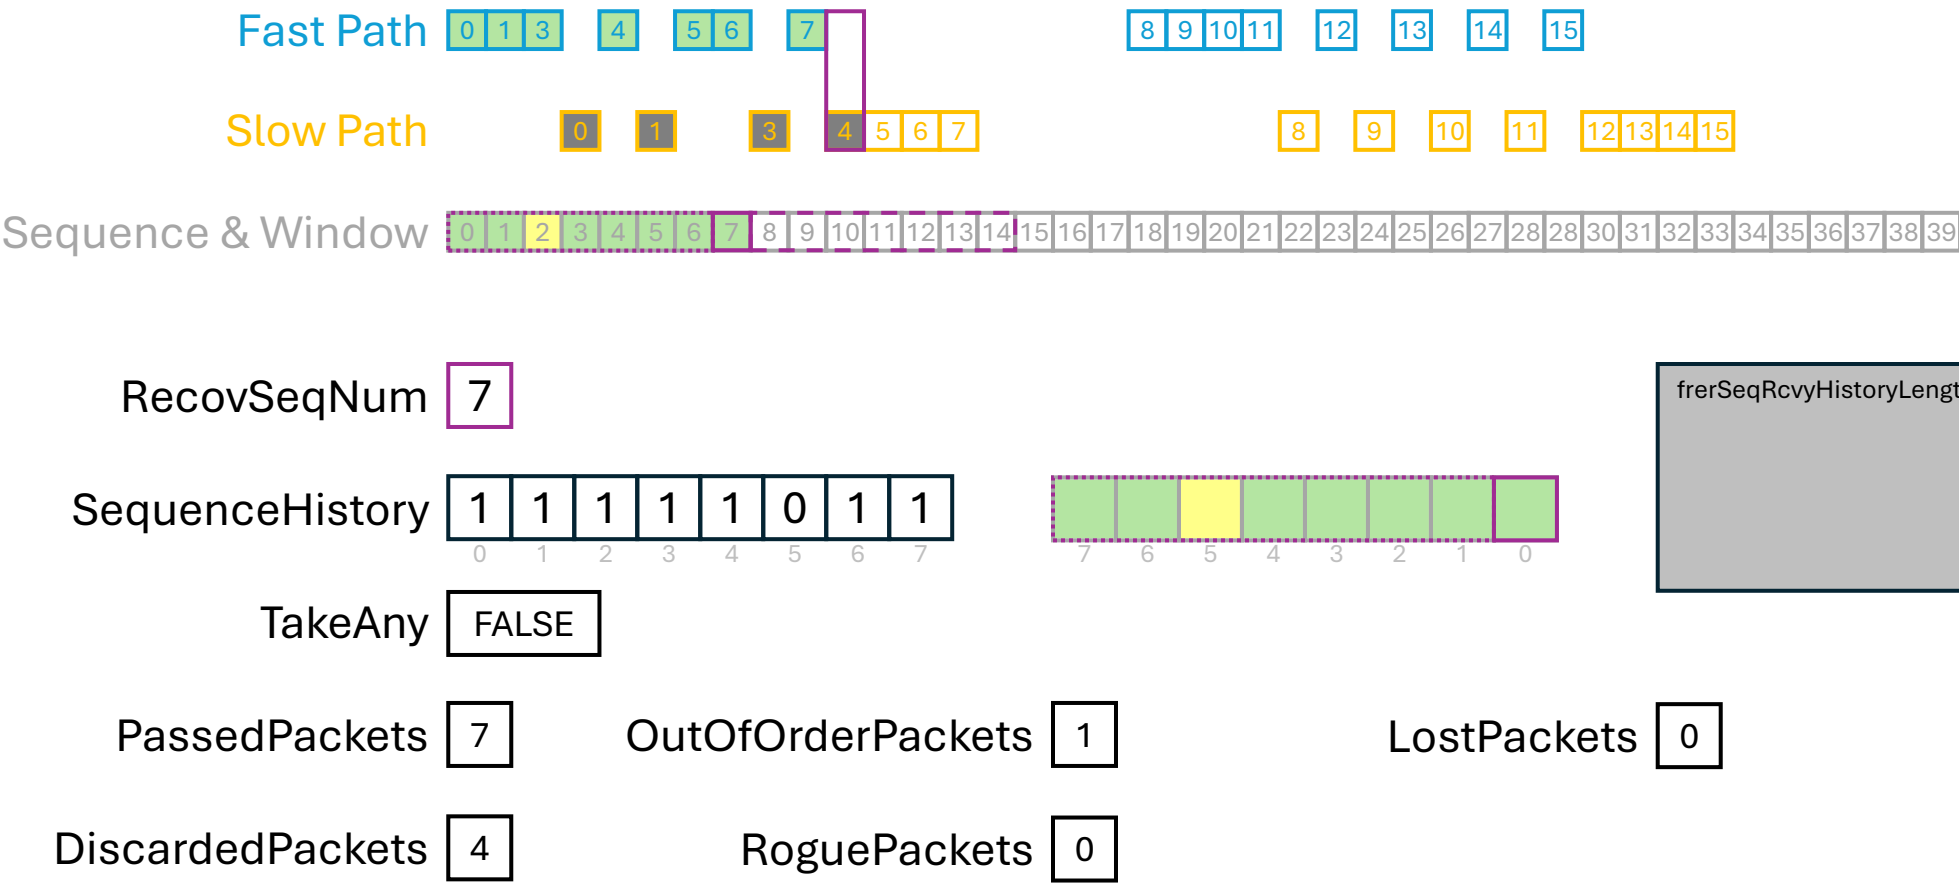 Fast Path 0 1 3 4 5 6 7 8 9 10 11 12 13 14 15
Slow Path 0 1 3 4 5 6 7 8 9 10 11 12 13 14 15
Sequence & Window 0 1 2 3 4 5 6 7 8 9 10 11 12 13 14 15 16 17 18 19 20 21 22 23 24 25 26 27 28 28 30 31 32 33 34 35 36 37 38 39
RecovSeqNum 7
frerSeqRcvyHistoryLengt
SequenceHistory 1 1 1 1 1 0 1 1
0 1 2 3 4 5 6 7 7 6 5 4 3 2 1 0
TakeAny FALSE
PassedPackets 7 OutOfOrderPackets 1 LostPackets 0
DiscardedPackets 4 RoguePackets 0